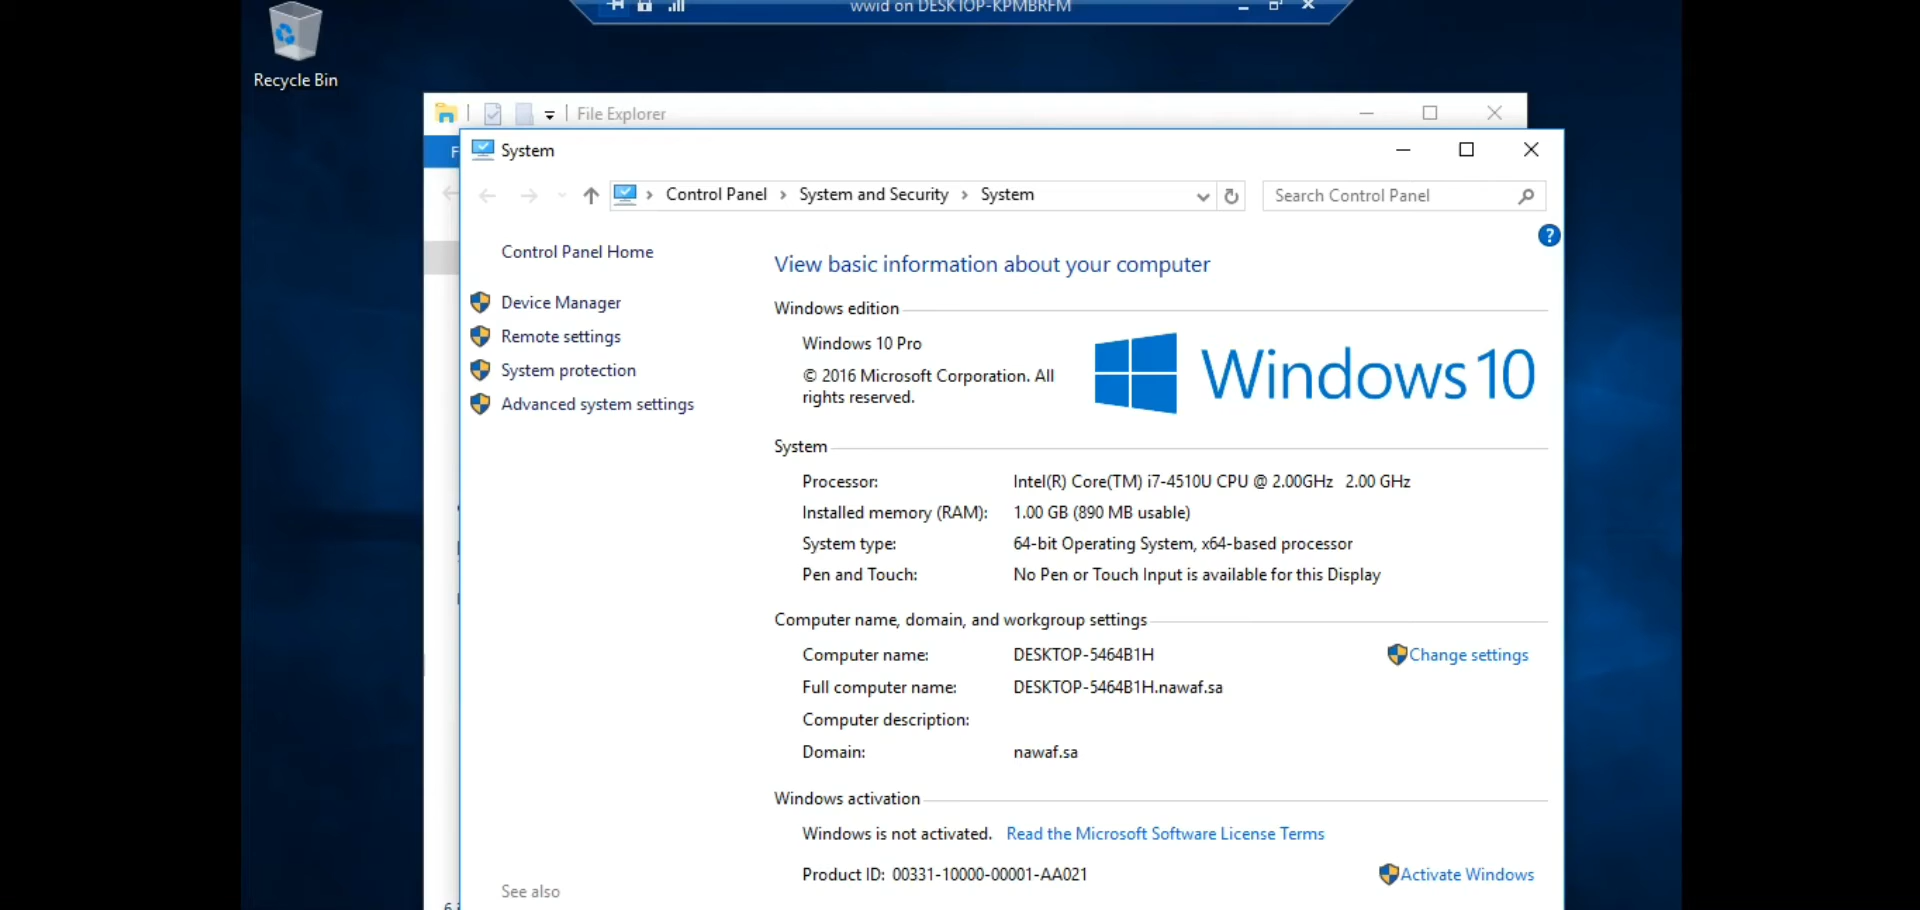 wwid on DESKTOP-KPMBRFM
Recycle Bin
File Explorer
F
System
Control Panel › System and Security › System
Search Control Panel
?
Control Panel Home
Device Manager
Remote settings
System protection
Advanced system settings
See also
View basic information about your computer
Windows edition
Windows 10 Pro
© 2016 Microsoft Corporation. All
rights reserved.
Windows 10
System
Processor: Intel(R) Core(TM) i7-4510U CPU @ 2.00GHz 2.00 GHz
Installed memory (RAM): 1.00 GB (890 MB usable)
System type: 64-bit Operating System, x64-based processor
Pen and Touch: No Pen or Touch Input is available for this Display
Computer name, domain, and workgroup settings
Computer name: DESKTOP-5464B1H
Change settings
Full computer name: DESKTOP-5464B1H.nawaf.sa
Computer description:
Domain: nawaf.sa
Windows activation
Windows is not activated. Read the Microsoft Software License Terms
Product ID: 00331-10000-00001-AA021
Activate Windows